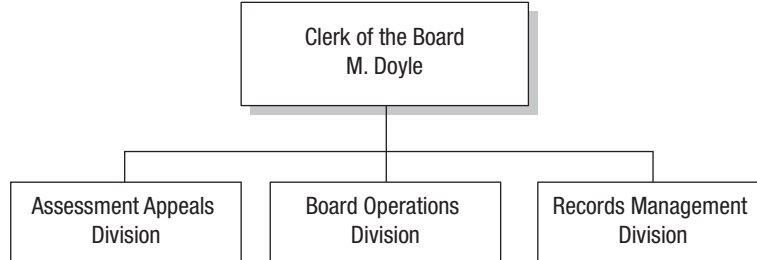 Clerk of the Board
M. Doyle
Assessment Appeals
Division
Board Operations
Division
Records Management
Division